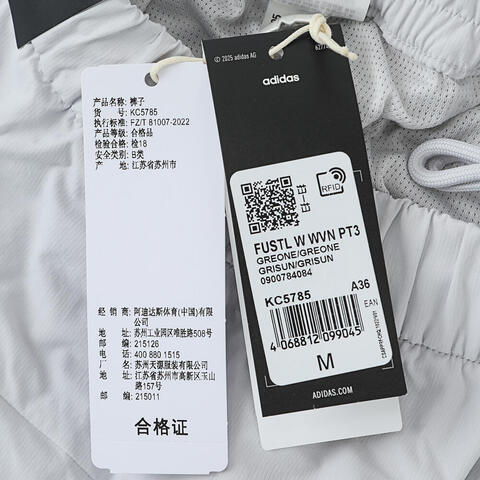 产品名称: 裤子
货 号: KC5785
执行标准: FZ/T 81007-2022
产品等级: 合格品
检验合格: 检18
安全类别: B类
产 地: 江苏省苏州市
经 销 商: 阿迪达斯体育(中国)有限
公司
地 址: 苏州工业园区唯胜路508号
邮 编: 215126
电 话: 400 880 1515
厂 名: 苏州天源服装有限公司
地 址: 江苏省苏州市高新区玉山
路157号
邮 编: 215011
合格证
© 2025 adidas AG
adidas
RFID
FUSTL W WVN PT3
GREONE/GREONE
GRISUN/GRISUN
0900784084
KC5785 A36
EAN
4 068812 099045
M
ADIDAS.COM